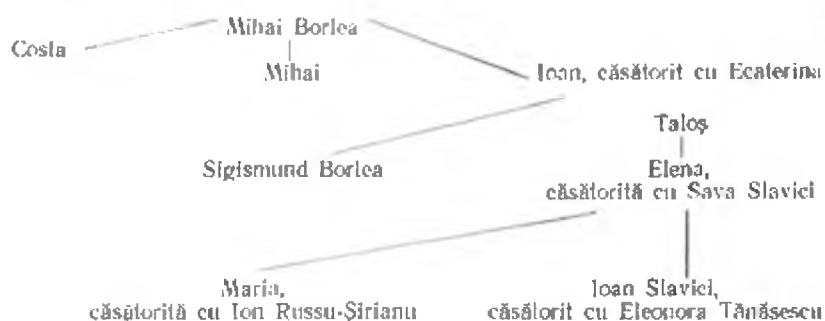 Mihai Borlea
Costa
Mihai
Ioan, căsătorit cu Ecaterina
Taloș
Sigismund Borlea
Elena,
căsătorită cu Sava Slavici
Maria,
căsătorită cu Ion Russu-Șirianu
Ioan Slavici,
căsătorit cu Eleonora Tănăsescu